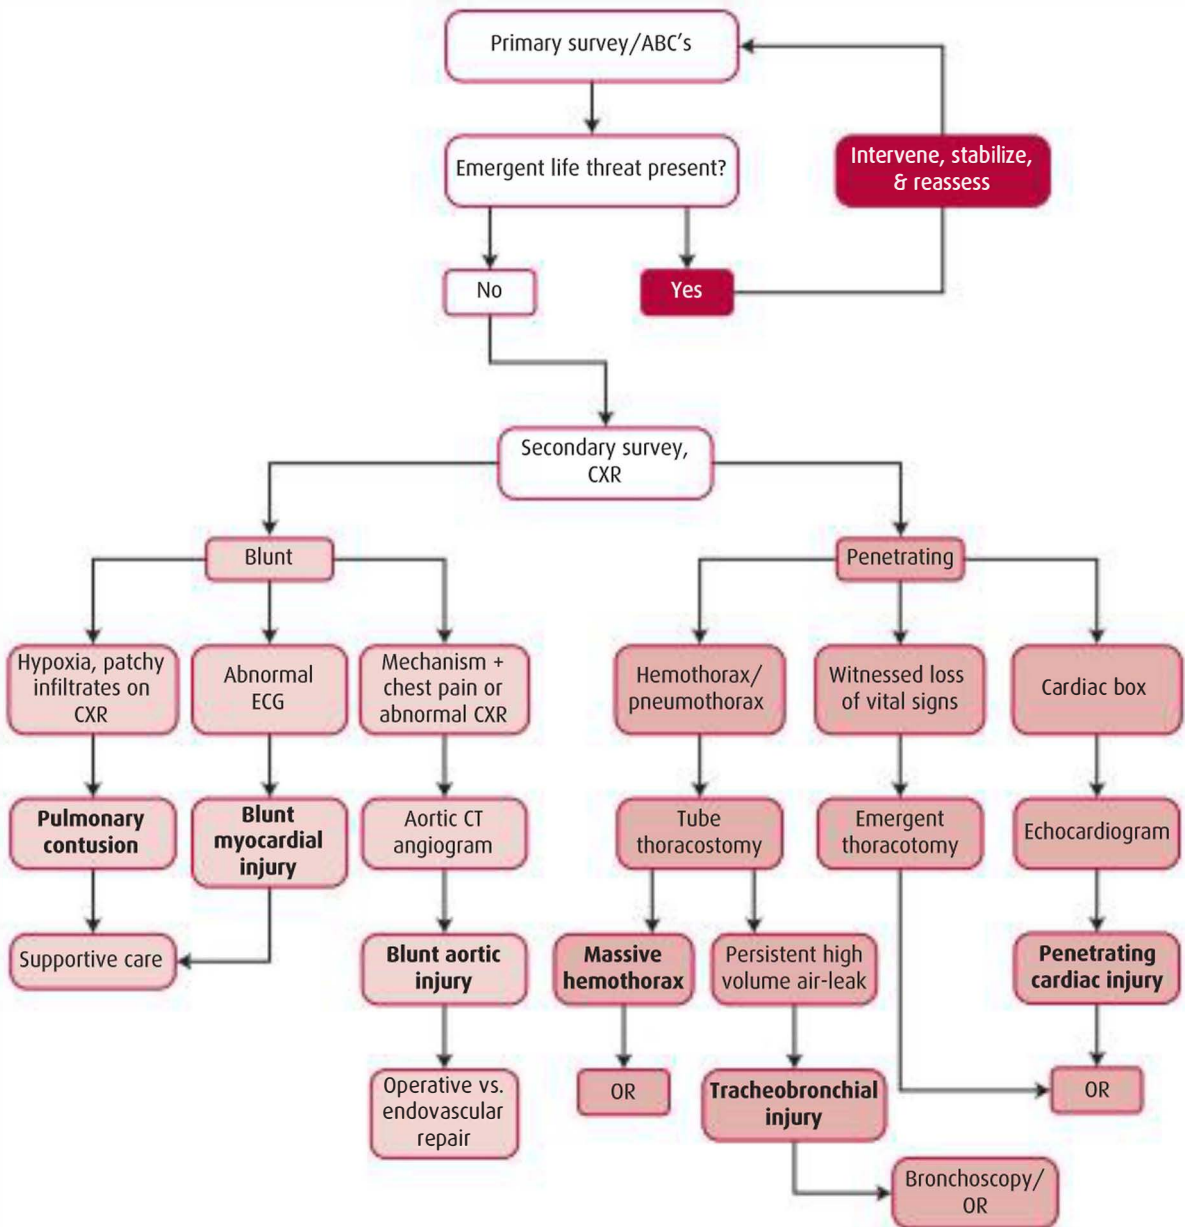 Primary survey/ABC's
Emergent life threat present?
Intervene, stabilize,
& reassess
No
Yes
Secondary survey,
CXR
Blunt
Penetrating
Hypoxia, patchy
infiltrates on
CXR
Abnormal
ECG
Mechanism +
chest pain or
abnormal CXR
Hemothorax/
pneumothorax
Witnessed loss
of vital signs
Cardiac box
Pulmonary
contusion
Blunt
myocardial
injury
Aortic CT
angiogram
Tube
thoracostomy
Emergent
thoracotomy
Echocardiogram
Supportive care
Blunt aortic
injury
Massive
hemothorax
Persistent high
volume air-leak
Penetrating
cardiac injury
Operative vs.
endovascular
repair
OR
Tracheobronchial
injury
OR
Bronchoscopy/
OR